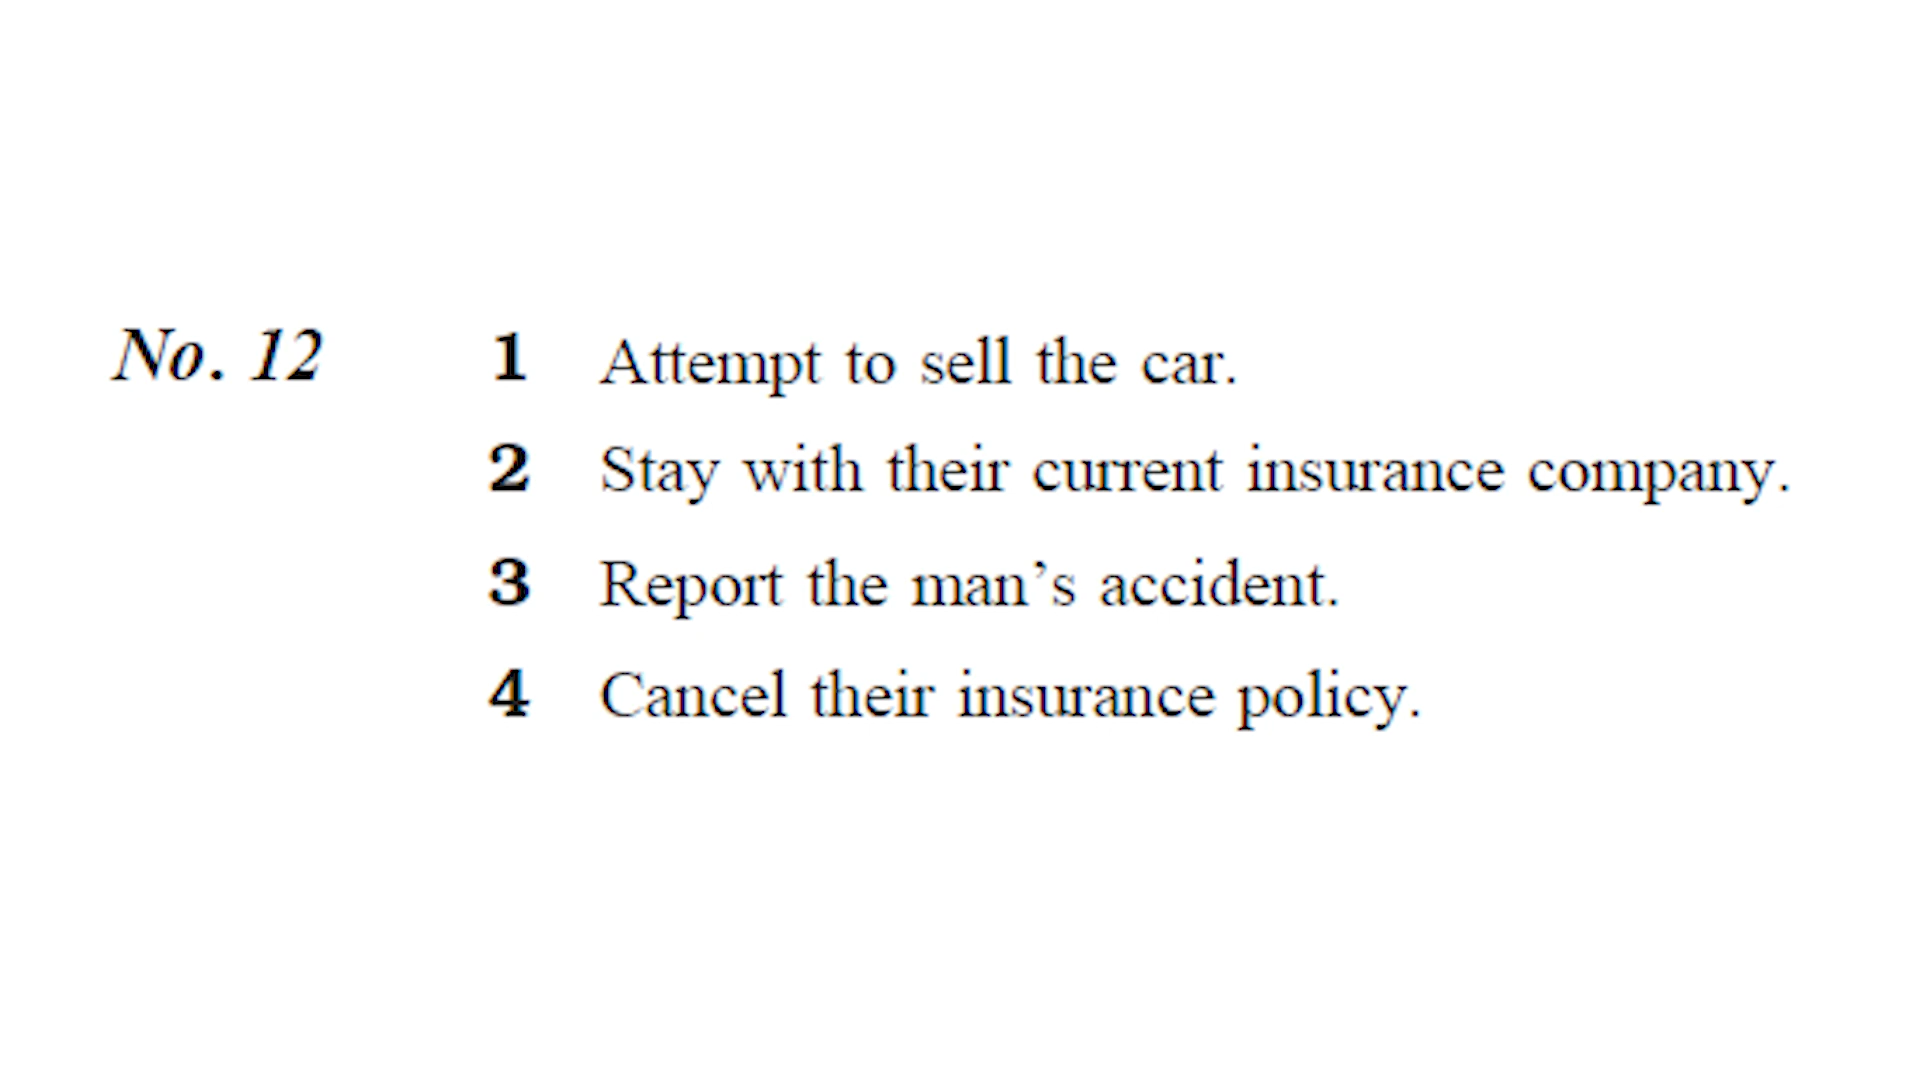 No. 12 1 Attempt to sell the car.
2 Stay with their current insurance company.
3 Report the man’s accident.
4 Cancel their insurance policy.